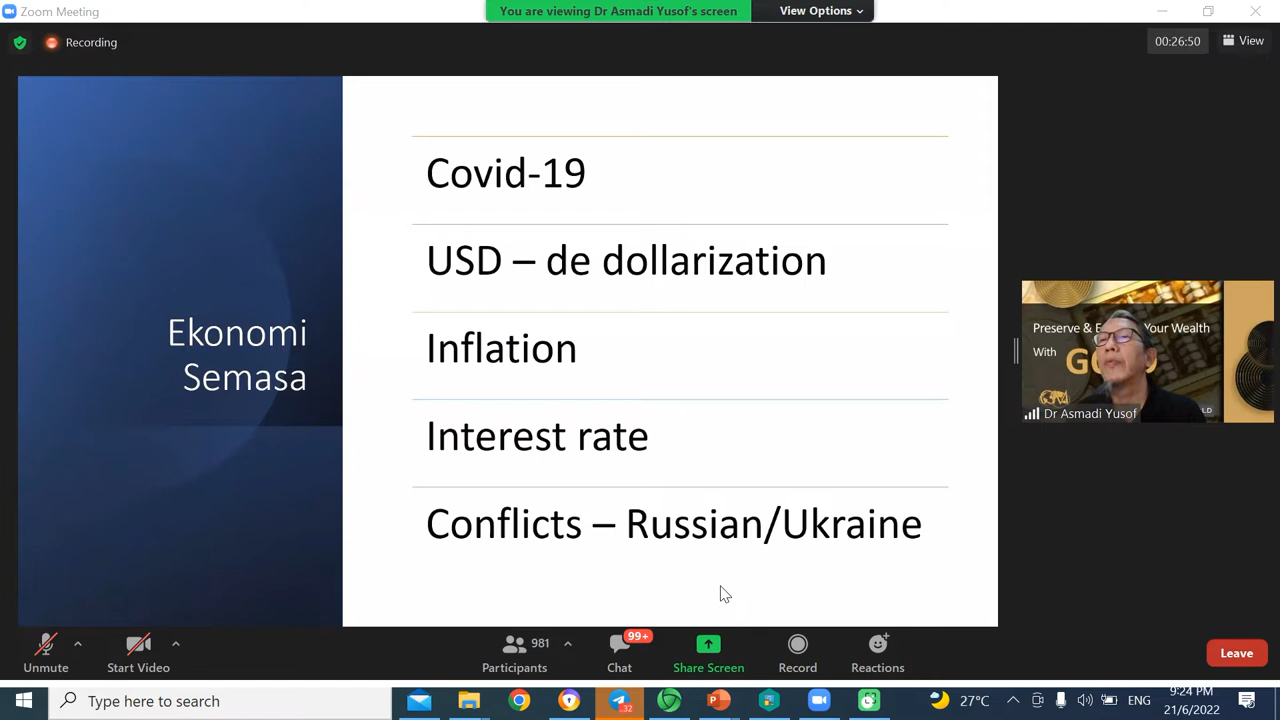 Zoom Meeting
You are viewing Dr Asmadi Yusof's screen
View Options
Recording
00:26:50
View
Ekonomi
Semasa
Covid-19
USD – de dollarization
Inflation
Interest rate
Conflicts – Russian/Ukraine
Preserve & E Your Wealth
With
Dr Asmadi Yusof
Unmute
Start Video
981
Participants
99+
Chat
Share Screen
Record
Reactions
Leave
Type here to search
32
27°C
ENG
9:24 PM
21/6/2022